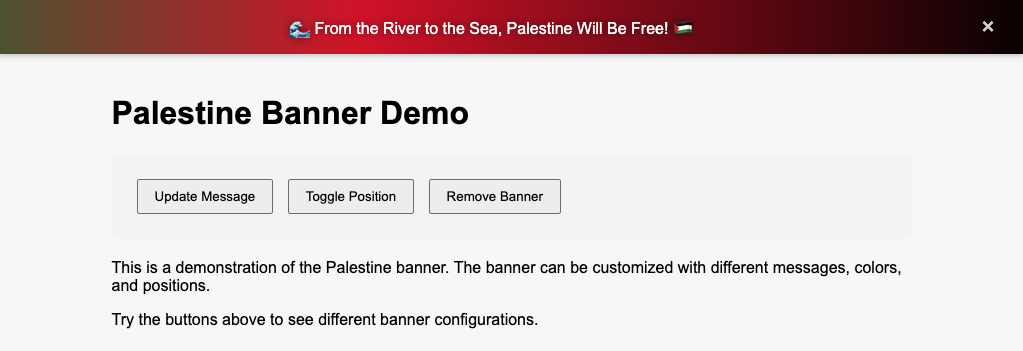 🌊 From the River to the Sea, Palestine Will Be Free! 🇵🇸 ×
Palestine Banner Demo
Update Message Toggle Position Remove Banner
This is a demonstration of the Palestine banner. The banner can be customized with different messages, colors,
and positions.
Try the buttons above to see different banner configurations.